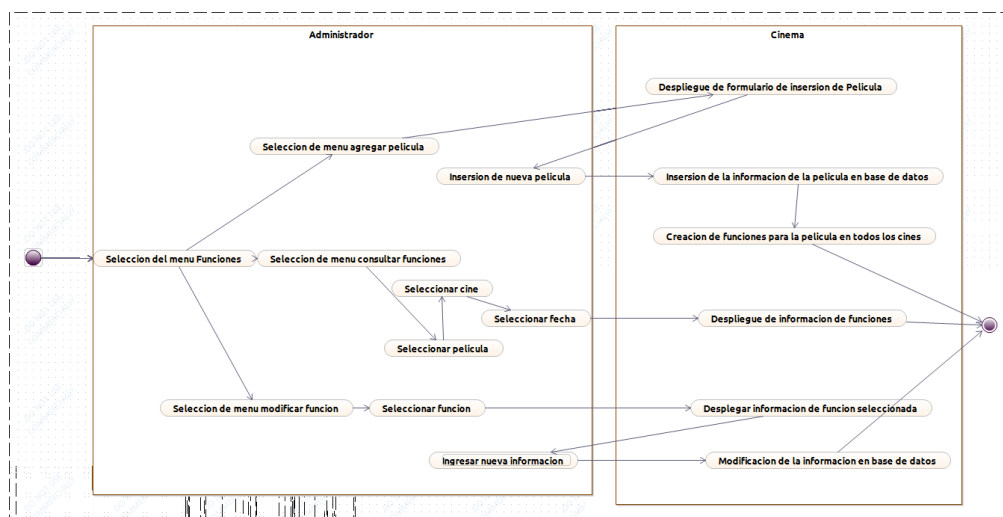 Administrador
Cinema
Despliegue de formulario de insersion de Pelicula
Seleccion de menu agregar pelicula
Insersion de nueva pelicula
Insersion de la informacion de la pelicula en base de datos
Creacion de funciones para la pelicula en todos los cines
Seleccion del menu Funciones
Seleccion de menu consultar funciones
Seleccionar cine
Seleccionar fecha
Despliegue de informacion de funciones
Seleccionar pelicula
Seleccion de menu modificar funcion
Seleccionar funcion
Desplegar informacion de funcion seleccionada
Ingresar nueva informacion
Modificacion de la informacion en base de datos